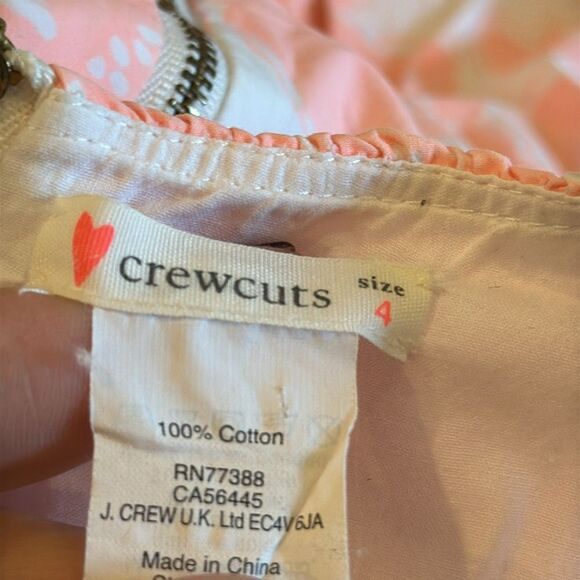 crewcuts size
4
100% Cotton
RN77388
CA56445
J. CREW U.K. Ltd EC4V6JA
Made in China